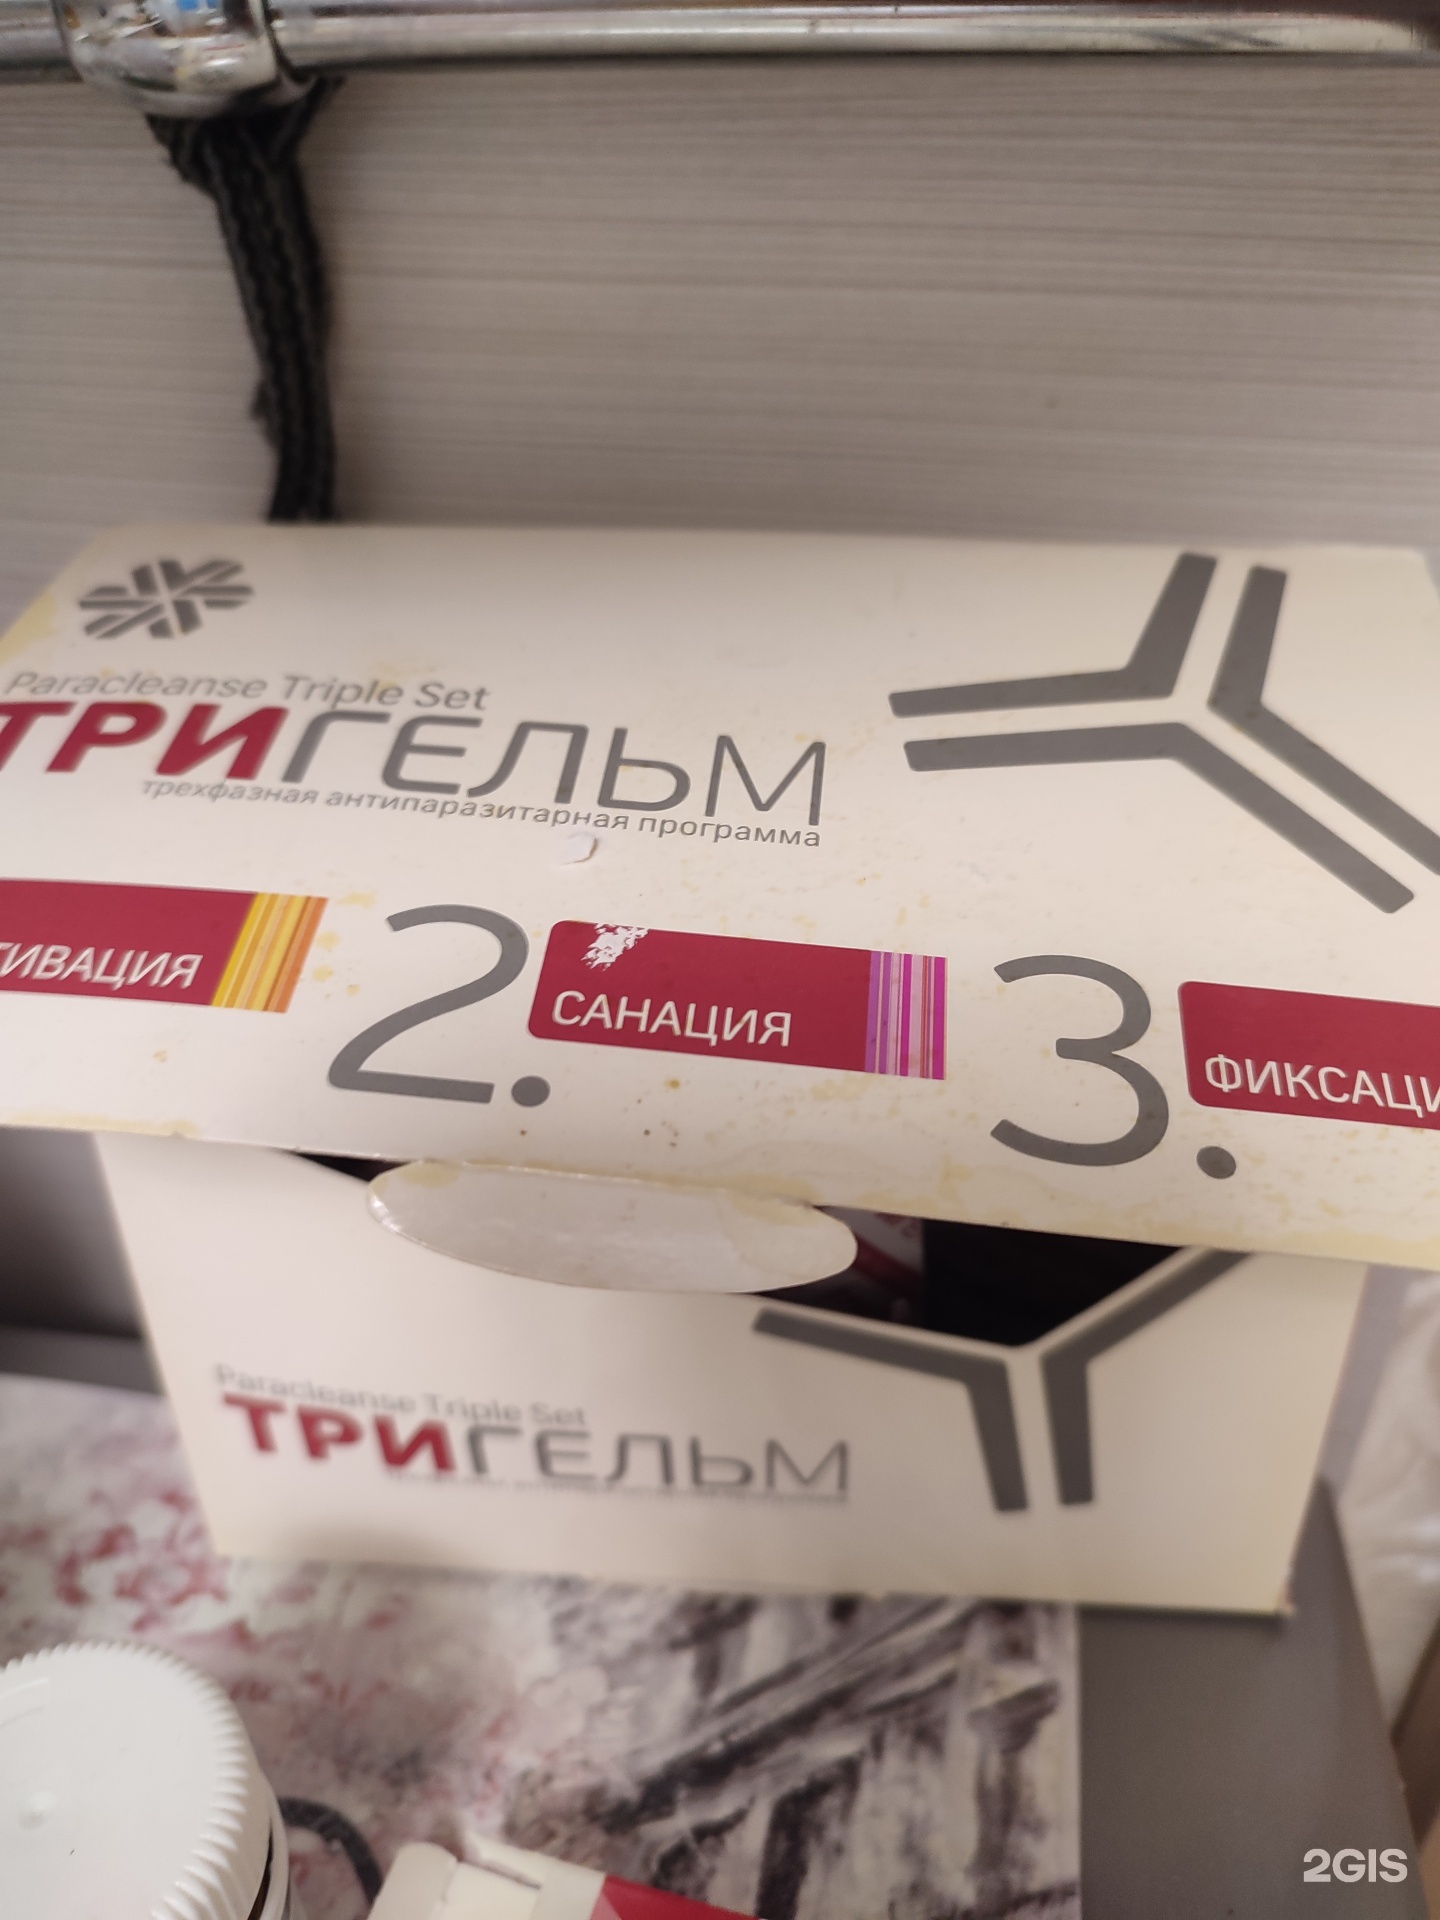 Paracleanse Triple Set
ТРИГЕЛЬМ
трехфазная антипаразитарная программа
ТИВАЦИЯ
2. САНАЦИЯ
3. ФИКСАЦИ
Paracleanse Triple Set
ТРИГЕЛЬМ
2GIS